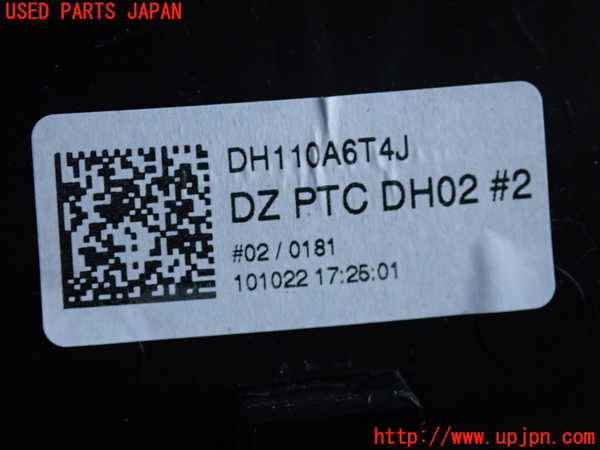 USED PARTS JAPAN
DH110A6T4J
DZ PTC DH02 #2
#02 / 0181
101022 17:25:01
http://www.upjpn.com/